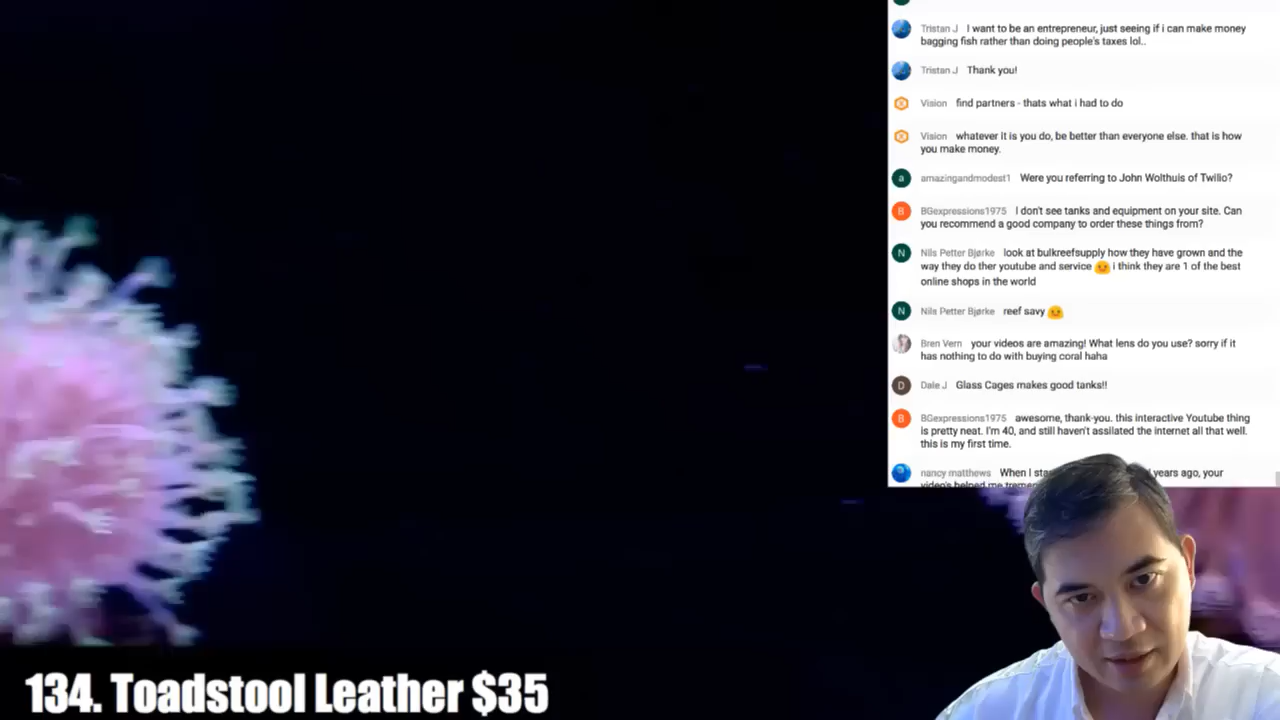 Tristan J I want to be an entrepreneur, just seeing if i can make money
bagging fish rather than doing people's taxes lol..
Tristan J Thank you!
Vision find partners - thats what i had to do
Vision whatever it is you do, be better than everyone else. that is how
you make money.
a
amazingandmodest1 Were you referring to John Wolthuis of Twilio?
B
BGexpressions1975 I don't see tanks and equipment on your site. Can
you recommend a good company to order these things from?
N
Nils Petter Bjørke look at bulkreefsupply how they have grown and the
way they do ther youtube and service i think they are 1 of the best
online shops in the world
N
Nils Petter Bjørke reef savy
Bren Vern your videos are amazing! What lens do you use? sorry if it
has nothing to do with buying coral haha
D
Dale J Glass Cages makes good tanks!!
B
BGexpressions1975 awesome, thank-you. this interactive Youtube thing
is pretty neat. I'm 40, and still haven't assilated the internet all that well.
this is my first time.
nancy matthews When I years ago, your
video's helped me
134. Toadstool Leather $35